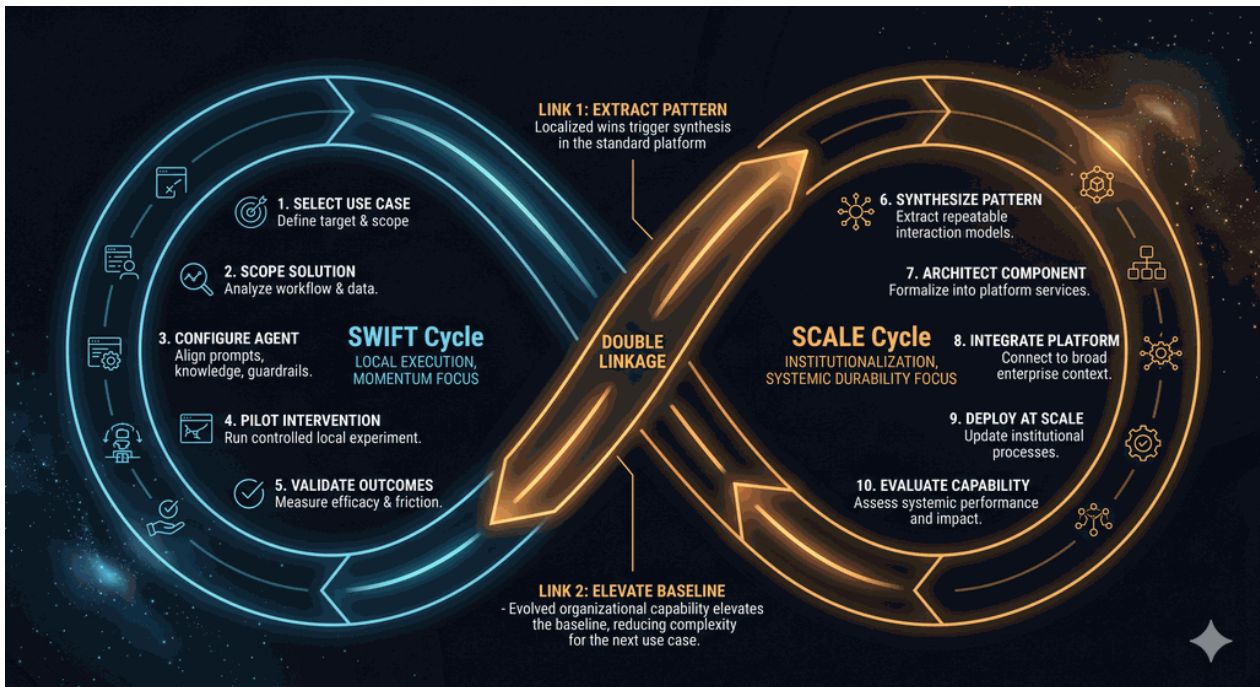 LINK 1: EXTRACT PATTERN
Localized wins trigger synthesis
in the standard platform
1. SELECT USE CASE
Define target & scope
2. SCOPE SOLUTION
Analyze workflow & data.
3. CONFIGURE AGENT
Align prompts,
knowledge, guardrails.
4. PILOT INTERVENTION
Run controlled local experiment.
5. VALIDATE OUTCOMES
Measure efficacy & friction.
SWIFT Cycle
LOCAL EXECUTION,
MOMENTUM FOCUS
DOUBLE
LINKAGE
SCALE Cycle
INSTITUTIONALIZATION,
SYSTEMIC DURABILITY FOCUS
6. SYNTHESIZE PATTERN
Extract repeatable
interaction models.
7. ARCHITECT COMPONENT
Formalize into platform services.
8. INTEGRATE PLATFORM
Connect to broad
enterprise context.
9. DEPLOY AT SCALE
Update institutional
processes.
10. EVALUATE CAPABILITY
Assess systemic performance
and impact.
LINK 2: ELEVATE BASELINE
- Evolved organizational capability elevates
the baseline, reducing complexity
for the next use case.